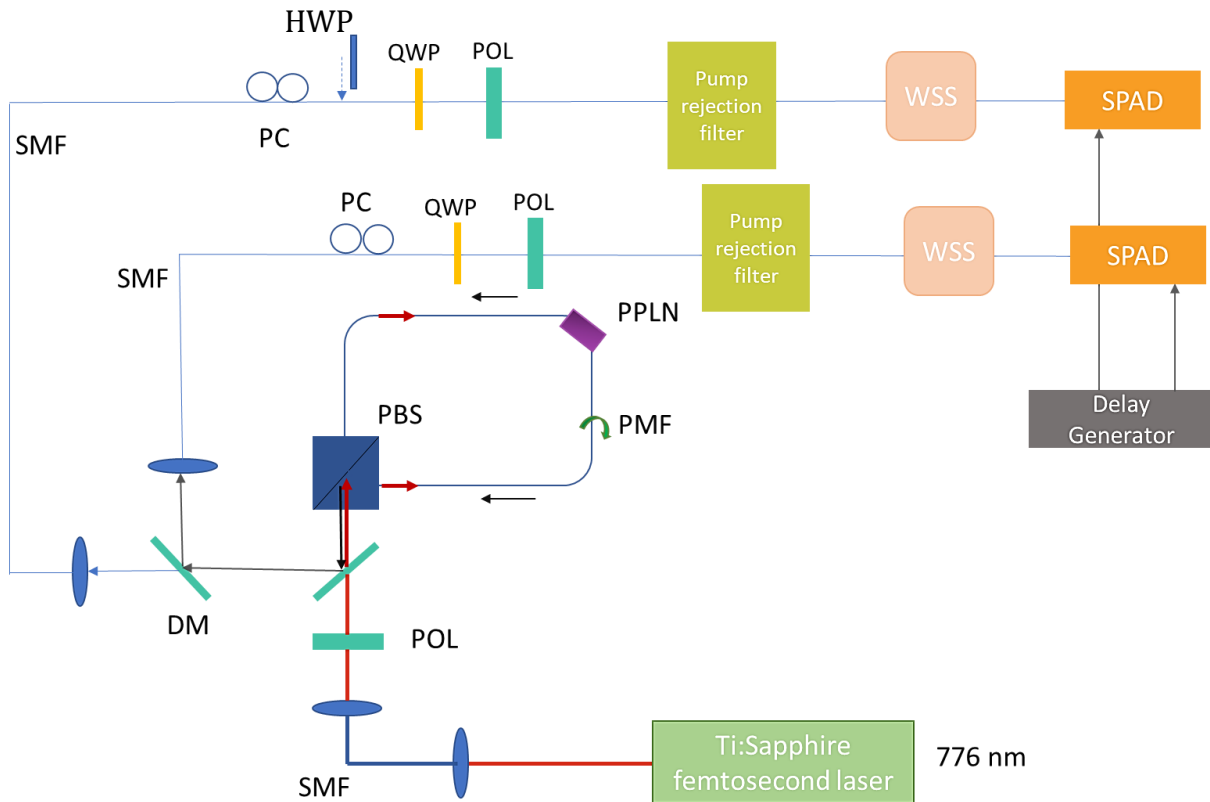 HWP
QWP
POL
Pump
rejection
filter
WSS
SPAD
PC
SMF
PC
QWP
POL
Pump
rejection
filter
WSS
SPAD
SMF
PPLN
PBS
PMF
Delay
Generator
DM
POL
Ti:Sapphire
femtosecond laser
776 nm
SMF